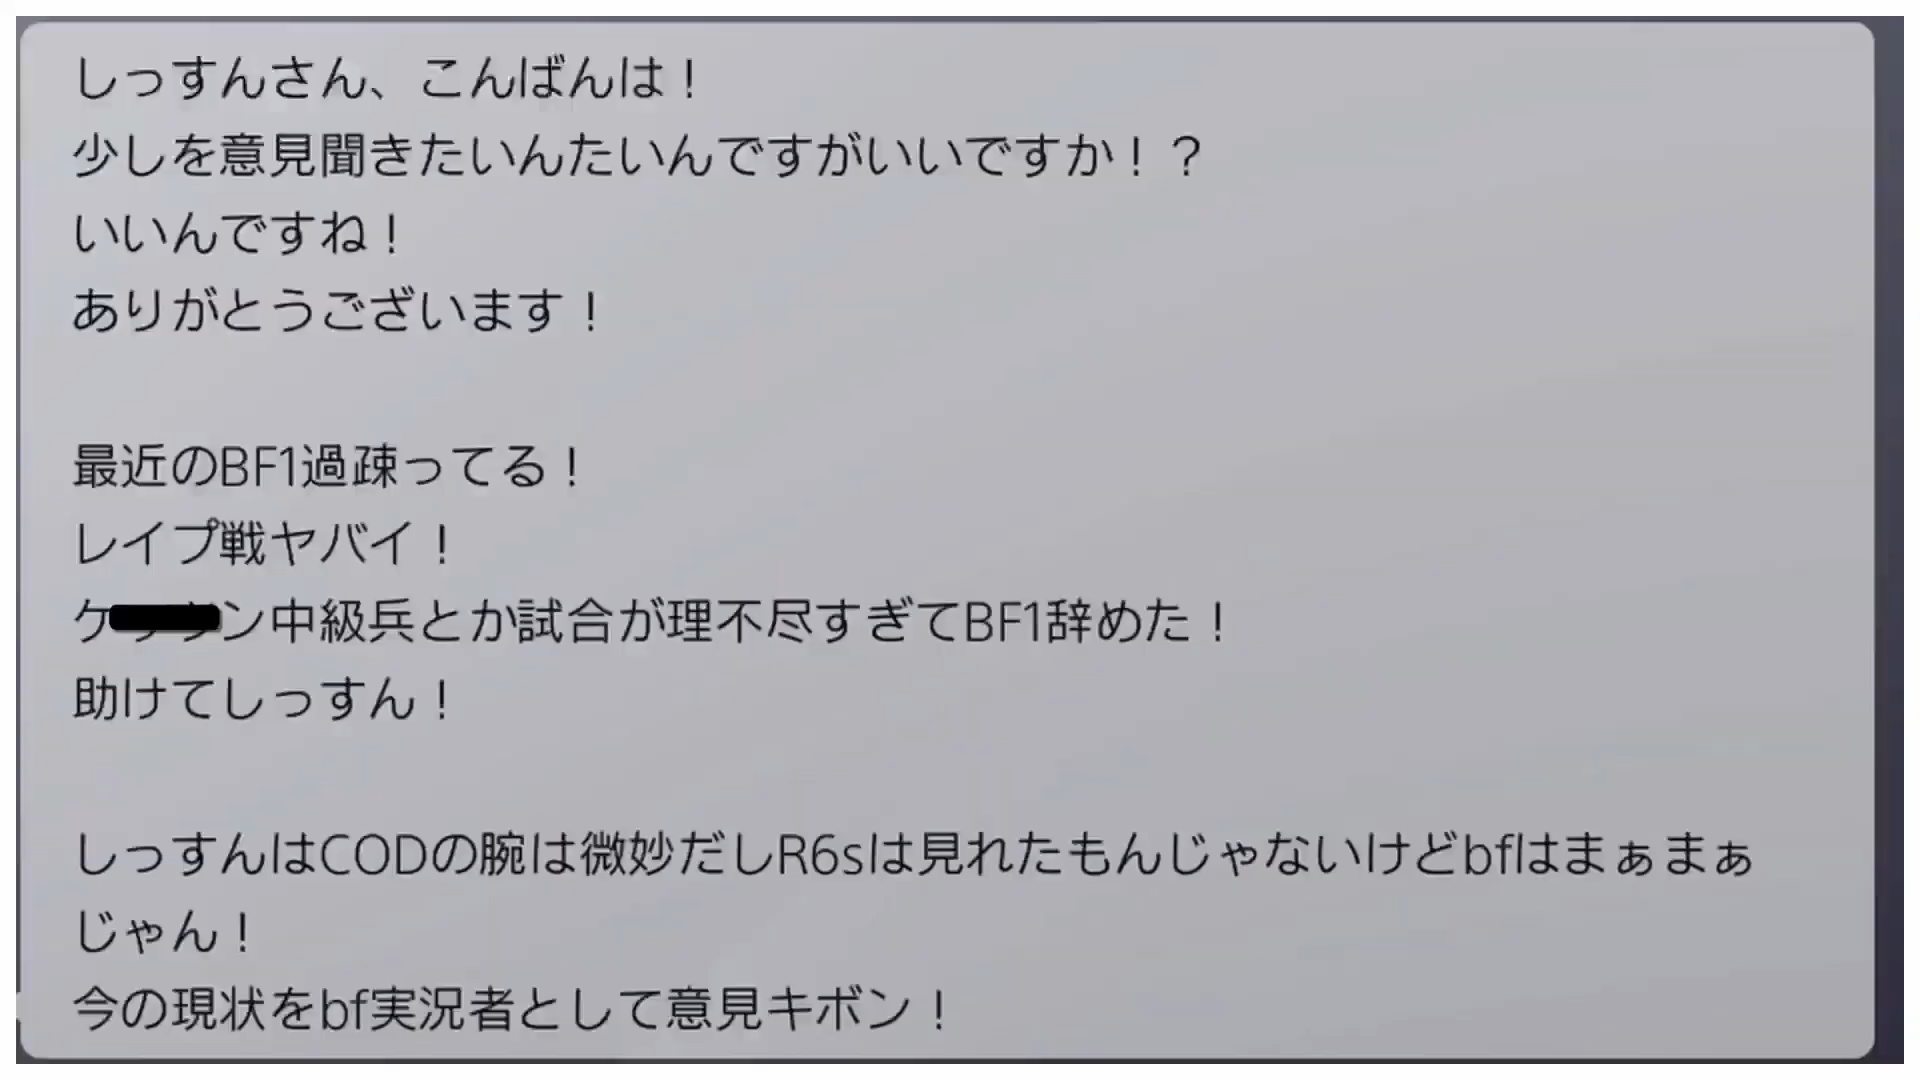 しっすんさん、こんばんは！
少しを意見聞きたいんたいんですがいいですか！？
いいんですね！
ありがとうございます！
最近のBF1過疎ってる！
レイプ戦ヤバイ！
中級兵とか試合が理不尽すぎてBF1辞めた！
助けてしっすん！
しっすんはCODの腕は微妙だしR6sは見れたもんじゃないけどbfはまぁまぁ
じゃん！
今の現状をbf実況者として意見キボン！